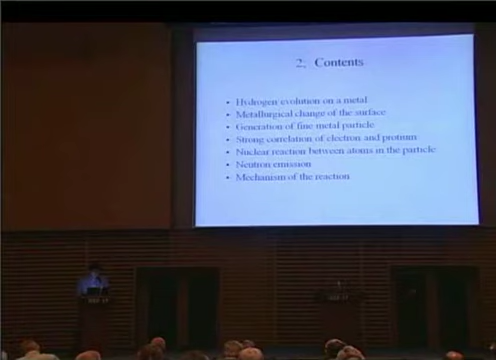 2. Contents
• Hydrogen evolution on a metal
• Metallurgical change of the surface
• Generation of fine metal particle
• Strong correlation of electron and protium
• Nuclear reaction between atoms in the particle
• Neutron emission
• Mechanism of the reaction